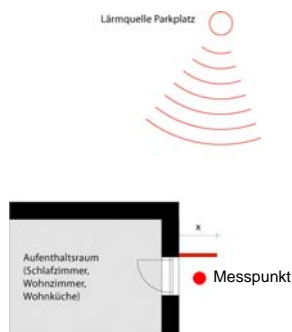 Lärmquelle Parkplatz
x
Aufenthaltsraum
(Schlafzimmer,
Wohnzimmer,
Wohnküche)
Messpunkt